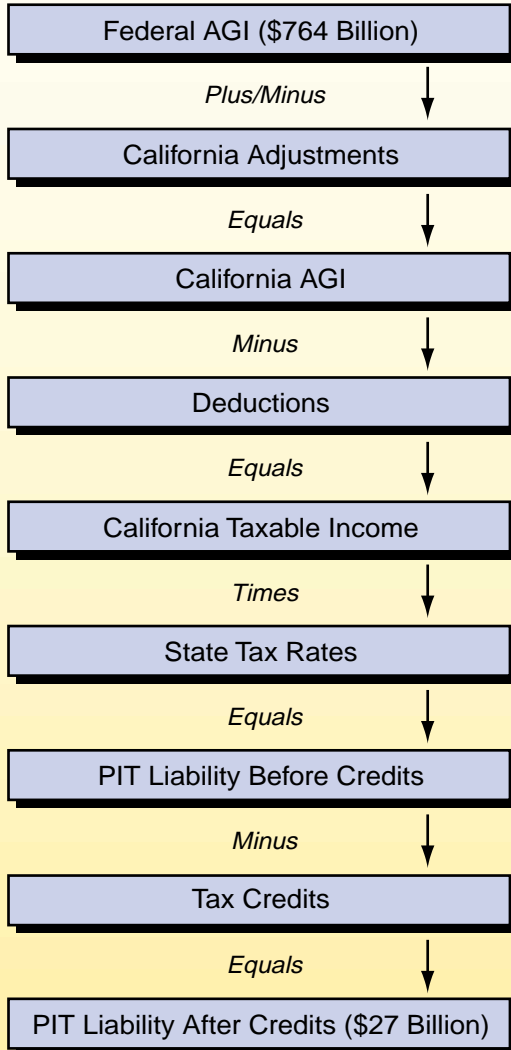 Federal AGI ($764 Billion)
Plus/Minus
California Adjustments
Equals
California AGI
Minus
Deductions
Equals
California Taxable Income
Times
State Tax Rates
Equals
PIT Liability Before Credits
Minus
Tax Credits
Equals
PIT Liability After Credits ($27 Billion)